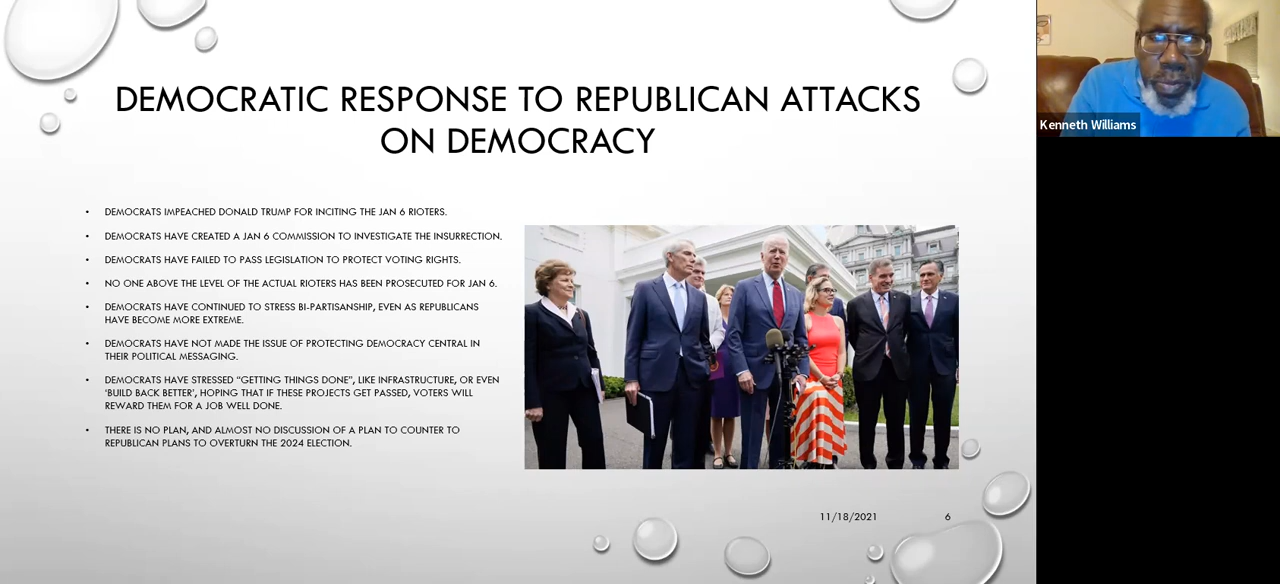 DEMOCRATIC RESPONSE TO REPUBLICAN ATTACKS
ON DEMOCRACY
• DEMOCRATS IMPEACHED DONALD TRUMP FOR INCITING THE JAN 6 RIOTERS.
• DEMOCRATS HAVE CREATED A JAN 6 COMMISSION TO INVESTIGATE THE INSURRECTION.
• DEMOCRATS HAVE FAILED TO PASS LEGISLATION TO PROTECT VOTING RIGHTS.
• NO ONE ABOVE THE LEVEL OF THE ACTUAL RIOTERS HAS BEEN PROSECUTED FOR JAN 6.
• DEMOCRATS HAVE CONTINUED TO STRESS BI-PARTISANSHIP, EVEN AS REPUBLICANS
HAVE BECOME MORE EXTREME.
• DEMOCRATS HAVE NOT MADE THE ISSUE OF PROTECTING DEMOCRACY CENTRAL IN
THEIR POLITICAL MESSAGING.
• DEMOCRATS HAVE STRESSED "GETTING THINGS DONE", LIKE INFRASTRUCTURE, OR EVEN
'BUILD BACK BETTER', HOPING THAT IF THESE PROJECTS GET PASSED, VOTERS WILL
REWARD THEM FOR A JOB WELL DONE.
• THERE IS NO PLAN, AND ALMOST NO DISCUSSION OF A PLAN TO COUNTER TO
REPUBLICAN PLANS TO OVERTURN THE 2024 ELECTION.
11/18/2021 6
Kenneth Williams